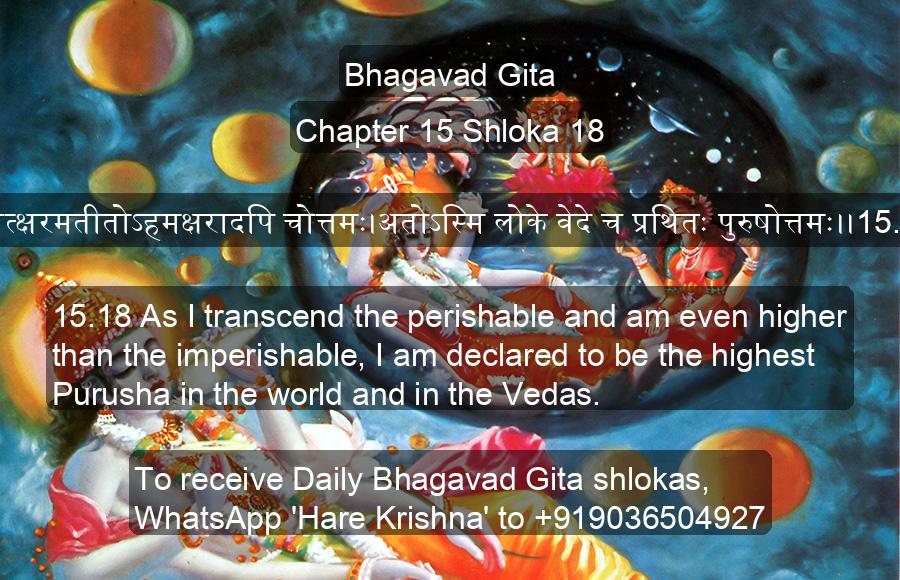 Bhagavad Gita
Chapter 15 Shloka 18
त्क्षरमतीतोऽहमक्षरादपि चोत्तमः।अतोऽस्मि लोके वेदे च प्रथितः पुरुषोत्तमः।।15.
15.18 As I transcend the perishable and am even higher
than the imperishable, I am declared to be the highest
Purusha in the world and in the Vedas.
To receive Daily Bhagavad Gita shlokas,
WhatsApp 'Hare Krishna' to +919036504927